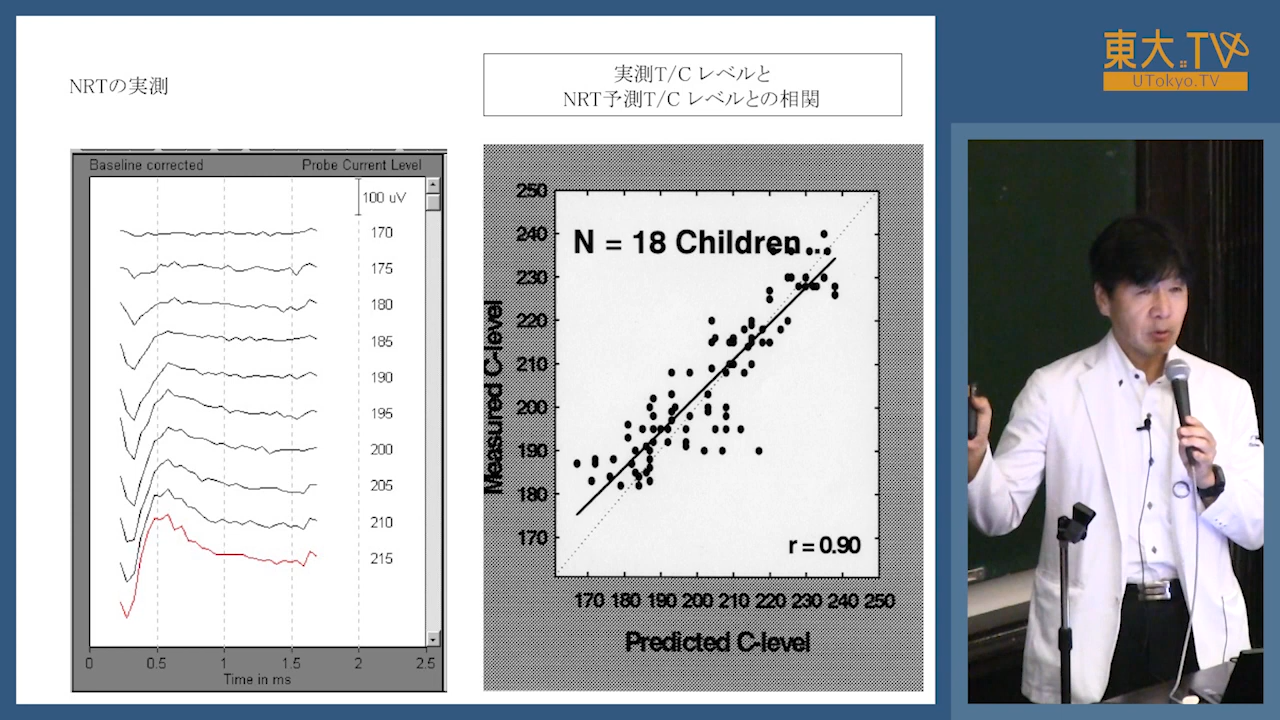 NRTの実測
実測T/C レベルと
NRT予測T/C レベルとの相関
Baseline corrected
Probe Current Level
100 uV
170
175
180
185
190
195
200
205
210
215
0 0.5 1 1.5 2 2.5
Time in ms
N = 18 Children
250
240
230
220
210
200
190
180
170
Measured C-level
r = 0.90
170 180 190 200 210 220 230 240 250
Predicted C-level
東大.TV
UTokyo.TV